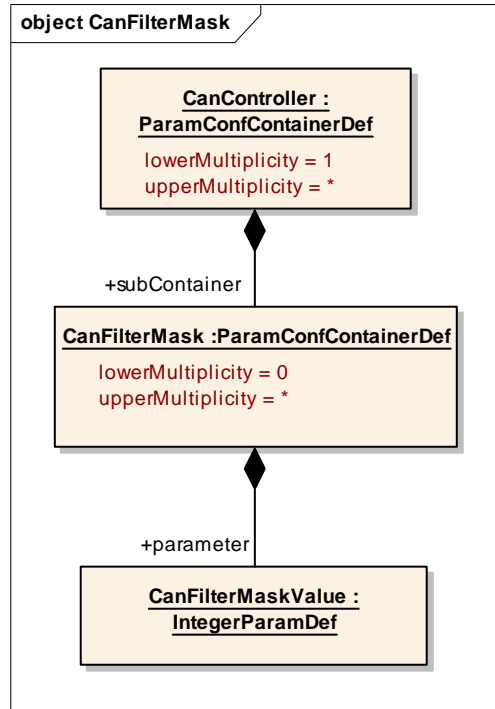 object CanFilterMask
CanController :
ParamConfContainerDef
lowerMultiplicity = 1
upperMultiplicity = *
+subContainer
CanFilterMask :ParamConfContainerDef
lowerMultiplicity = 0
upperMultiplicity = *
+parameter
CanFilterMaskValue :
IntegerParamDef